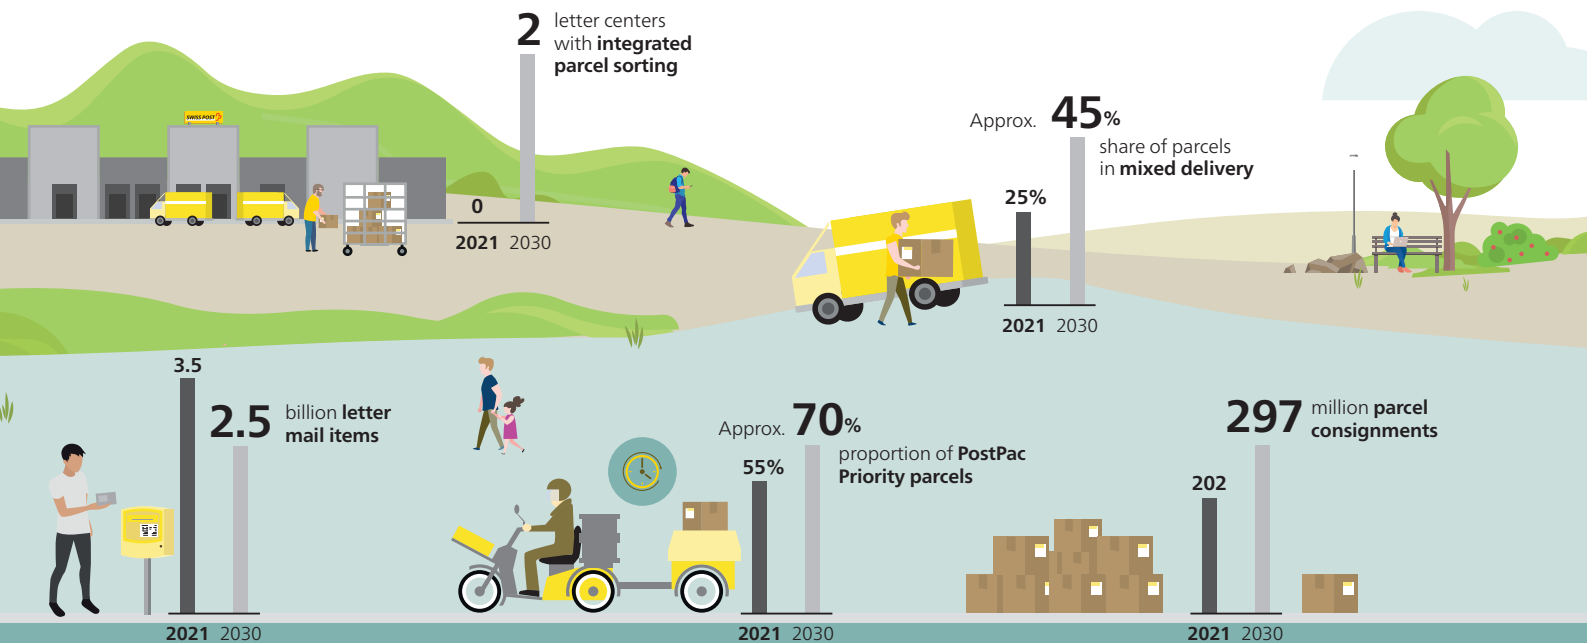 2
letter centers
with integrated
parcel sorting
SWISS POST
0
2021 2030
Approx. 45%
share of parcels
in mixed delivery
25%
2021 2030
3.5
2.5
billion letter
mail items
2021 2030
Approx. 70%
proportion of PostPac
Priority parcels
55%
2021 2030
297
million parcel
consignments
202
2021 2030